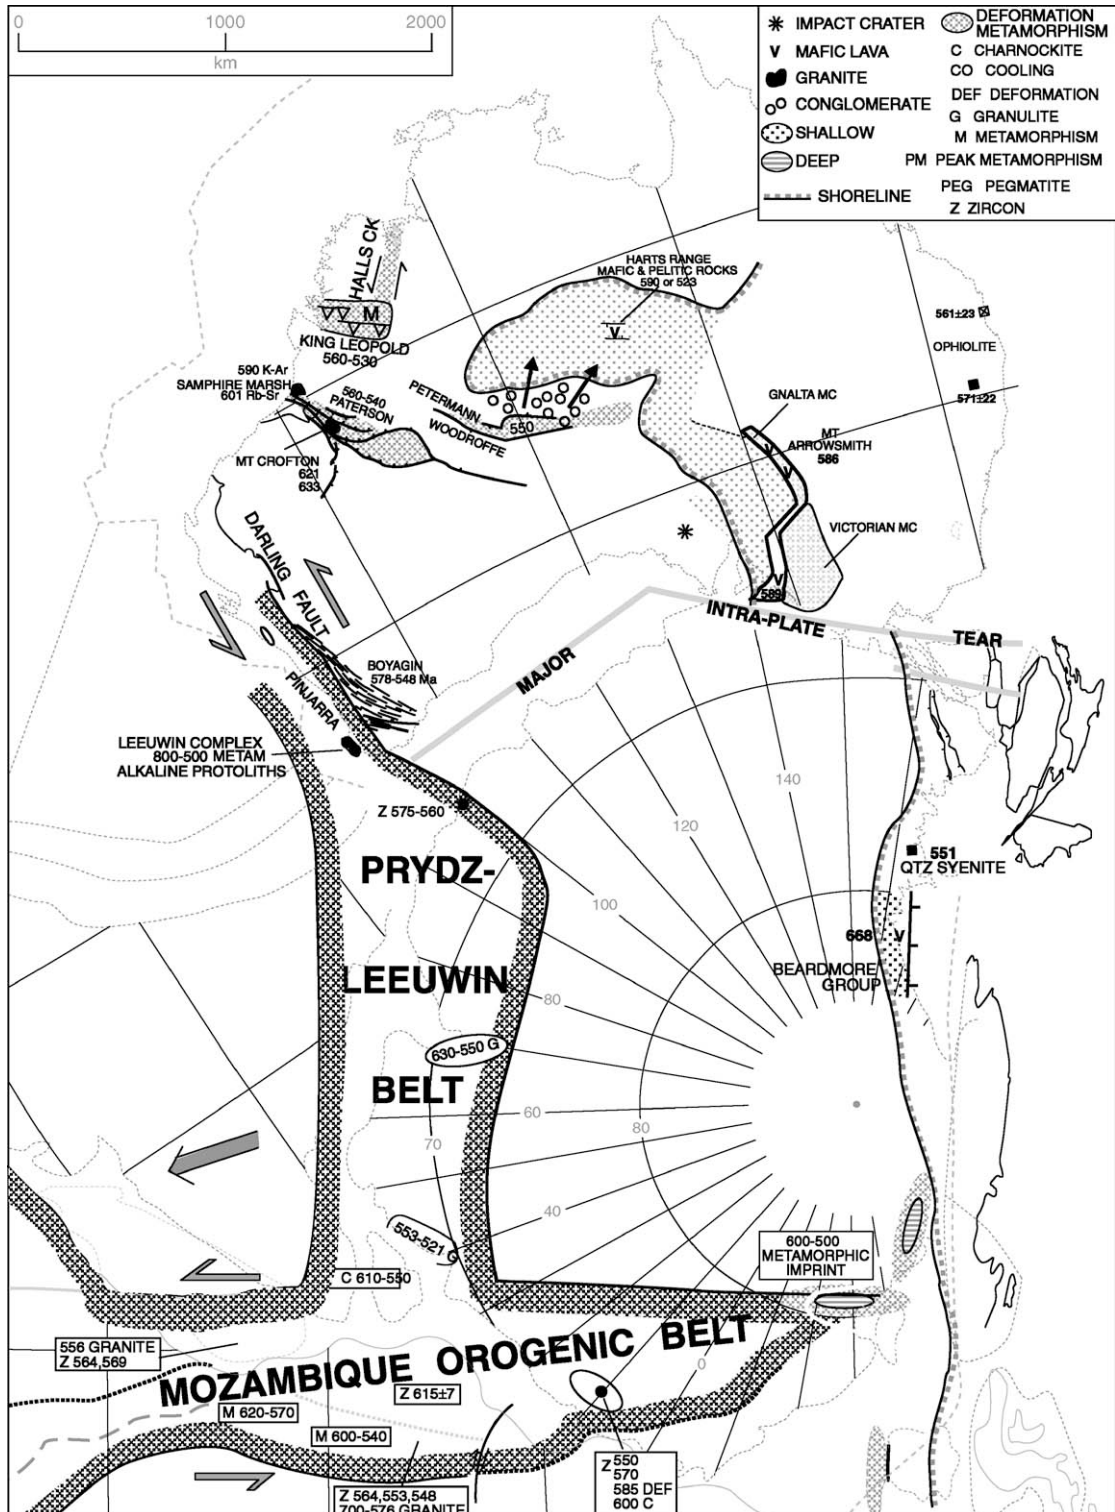 0 1000 2000
km
IMPACT CRATER
V MAFIC LAVA
GRANITE
CONGLOMERATE
SHALLOW
DEEP
SHORELINE
DEFORMATION
METAMORPHISM
C CHARNOCKITE
CO COOLING
DEF DEFORMATION
G GRANULITE
M METAMORPHISM
PM PEAK METAMORPHISM
PEG PEGMATITE
Z ZIRCON
HALLS CK
M
KING LEOPOLD
560-530
HARTS RANGE
MAFIC & PELITIC ROCKS
590 or 523
V
561±23
OPHIOLITE
571±22
590 K-Ar
SAMPHIRE MARSH
601 Rb-Sr
560-540
PATERSON
PETERMANN
WOODROFFE
550
MT CROFTON
621
633
GNALTA MC
MT
ARROWSMITH
586
V
V
VICTORIAN MC
V
589
DARLING FAULT
INTRA-PLATE
TEAR
MAJOR
BOYAGIN
578-548 Ma
PINJARRA
LEEUWIN COMPLEX
800-500 METAM
ALKALINE PROTOLITHS
Z 575-560
140
120
100
80
60
80
70
40
0
551
QTZ SYENITE
668
V
BEARDMORE
GROUP
PRYDZ-
LEEUWIN
BELT
630-550 G
553-521 G
C 610-550
600-500
METAMORPHIC
IMPRINT
556 GRANITE
Z 564,569
MOZAMBIQUE OROGENIC BELT
Z 615±7
M 620-570
M 600-540
Z 564,553,548
700-576 GRANITE
Z 550
570
585 DEF
600 C